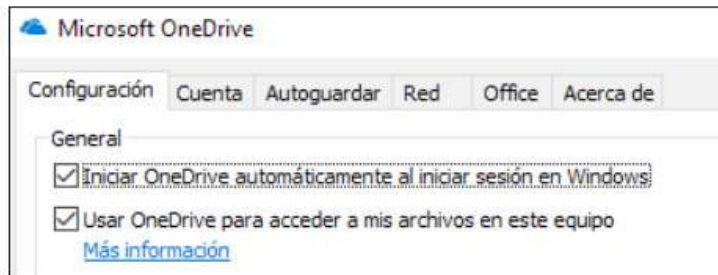 Microsoft OneDrive
Configuración Cuenta Autoguardar Red Office Acerca de
General
Iniciar OneDrive automáticamente al iniciar sesión en Windows
Usar OneDrive para acceder a mis archivos en este equipo
Más información